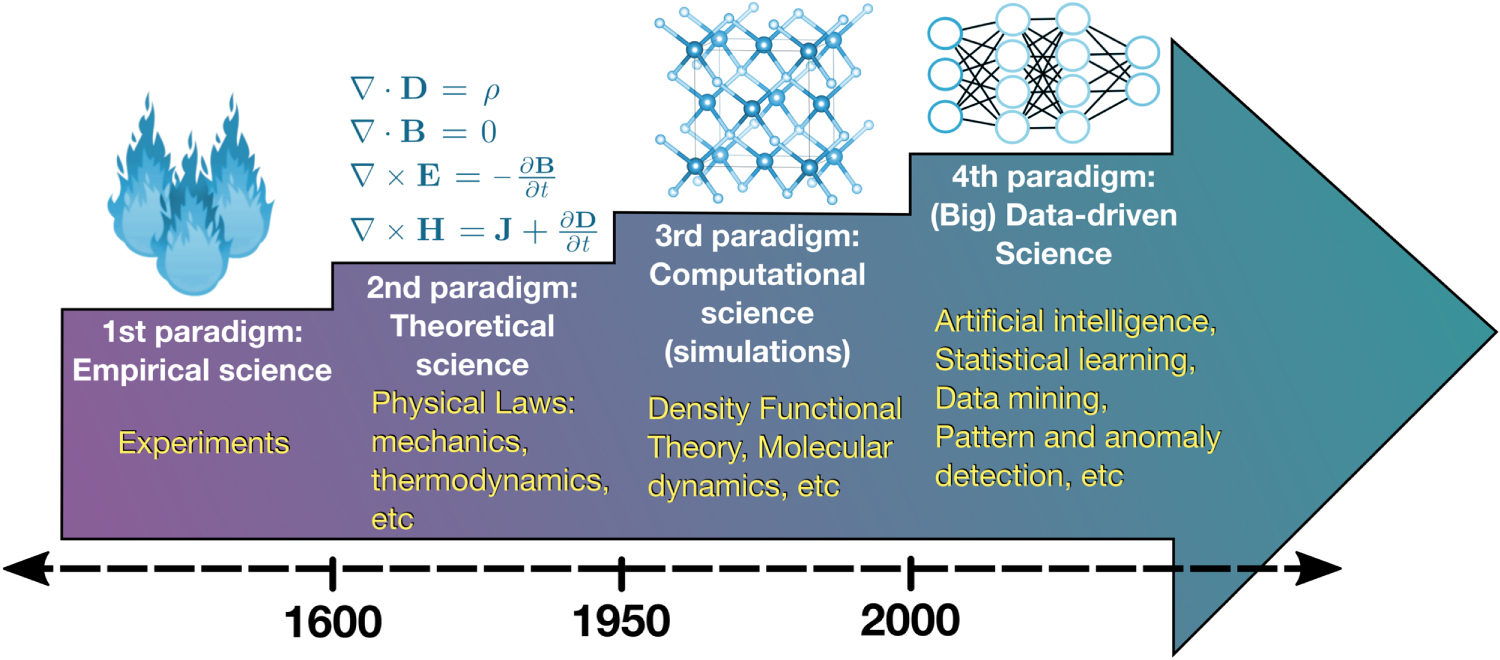 ∇ · D = ρ
∇ · B = 0
∇ × E = −∂B/∂t
∇ × H = J + ∂D/∂t
1st paradigm:
Empirical science
Experiments
2nd paradigm:
Theoretical
science
Physical Laws:
mechanics,
thermodynamics,
etc
3rd paradigm:
Computational
science
(simulations)
Density Functional
Theory, Molecular
dynamics, etc
4th paradigm:
(Big) Data-driven
Science
Artificial intelligence,
Statistical learning,
Data mining,
Pattern and anomaly
detection, etc
1600
1950
2000